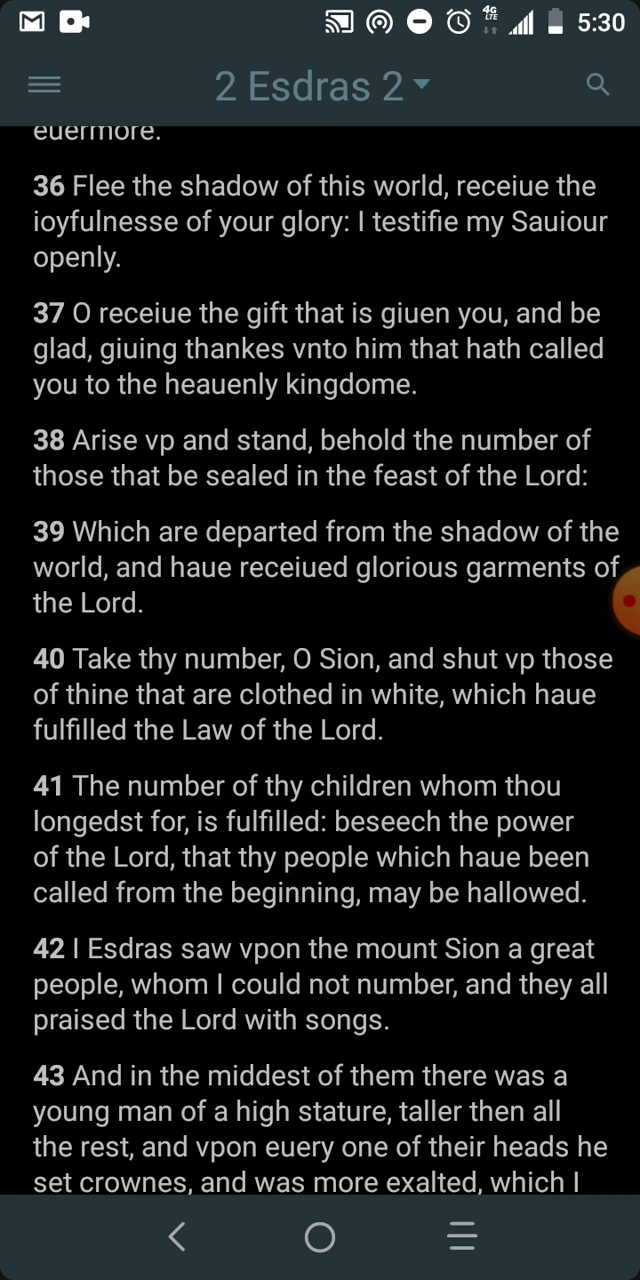 4G
LTE
5:30
2 Esdras 2
euermore.
36 Flee the shadow of this world, receiue the
ioyfulnesse of your glory: I testifie my Sauiour
openly.
37 O receiue the gift that is giuen you, and be
glad, giuing thankes vnto him that hath called
you to the heauenly kingdome.
38 Arise vp and stand, behold the number of
those that be sealed in the feast of the Lord:
39 Which are departed from the shadow of the
world, and haue receiued glorious garments of
the Lord.
40 Take thy number, O Sion, and shut vp those
of thine that are clothed in white, which haue
fulfilled the Law of the Lord.
41 The number of thy children whom thou
longedst for, is fulfilled: beseech the power
of the Lord, that thy people which haue been
called from the beginning, may be hallowed.
42 I Esdras saw vpon the mount Sion a great
people, whom I could not number, and they all
praised the Lord with songs.
43 And in the middest of them there was a
young man of a high stature, taller then all
the rest, and vpon euery one of their heads he
set crownes, and was more exalted, which I